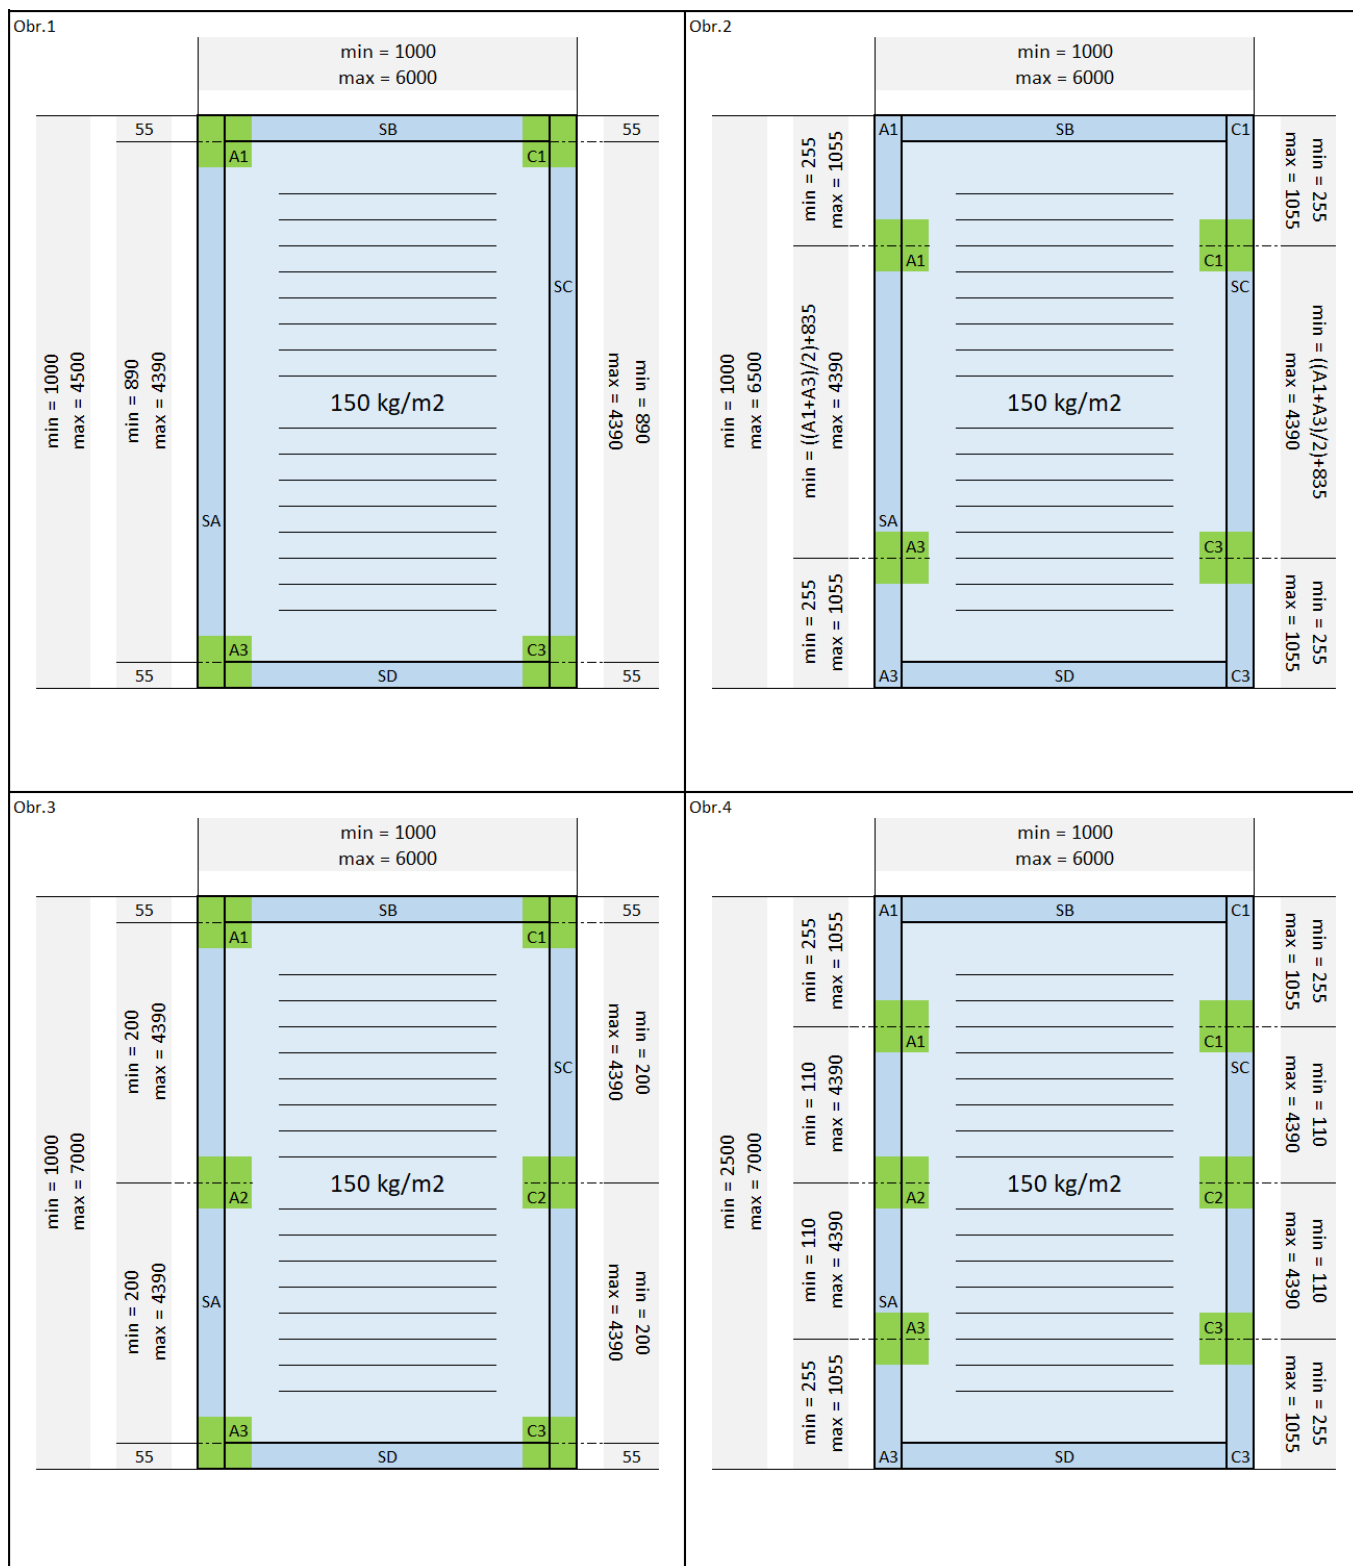 Obr.1
min = 1000
max = 6000
55
SB
55
A1
C1
SC
min = 1000
max = 4500
min = 890
max = 4390
150 kg/m2
min = 890
max = 4390
SA
A3
C3
55
SD
55
Obr.2
min = 1000
max = 6000
A1
SB
C1
min = 255
max = 1055
min = 255
max = 1055
A1
C1
SC
min = 1000
max = 6500
min = ((A1+A3)/2)+835
max = 4390
150 kg/m2
min = ((A1+A3)/2)+835
max = 4390
SA
A3
C3
min = 255
max = 1055
min = 255
max = 1055
A3
SD
C3
Obr.3
min = 1000
max = 6000
55
SB
55
A1
C1
min = 200
max = 4390
min = 200
max = 4390
SC
min = 1000
max = 7000
A2
150 kg/m2
C2
min = 200
max = 4390
min = 200
max = 4390
SA
A3
C3
55
SD
55
Obr.4
min = 1000
max = 6000
A1
SB
C1
min = 255
max = 1055
min = 255
max = 1055
A1
C1
SC
min = 110
max = 4390
min = 110
max = 4390
min = 2500
max = 7000
A2
150 kg/m2
C2
min = 110
max = 4390
min = 110
max = 4390
SA
A3
C3
min = 255
max = 1055
min = 255
max = 1055
A3
SD
C3